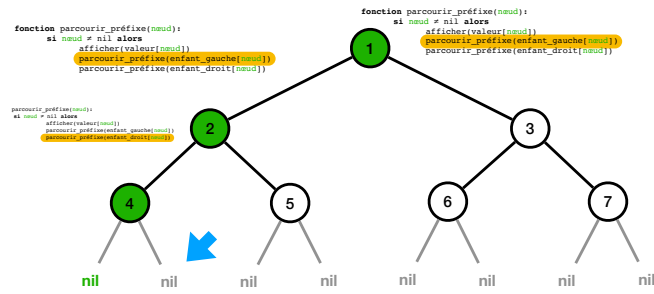 fonction parcourir_préfixe(nœud):
si nœud ≠ nil alors
afficher(valeur[nœud])
parcourir_préfixe(enfant_gauche[nœud])
parcourir_préfixe(enfant_droit[nœud])
fonction parcourir_préfixe(nœud):
si nœud ≠ nil alors
afficher(valeur[nœud])
parcourir_préfixe(enfant_gauche[nœud])
parcourir_préfixe(enfant_droit[nœud])
1
parcourir_préfixe(nœud):
si nœud ≠ nil alors
afficher(valeur[nœud])
parcourir_préfixe(enfant_gauche[nœud])
parcourir_préfixe(enfant_droit[nœud])
2
3
4
5
6
7
nil
nil
nil
nil
nil
nil
nil
nil